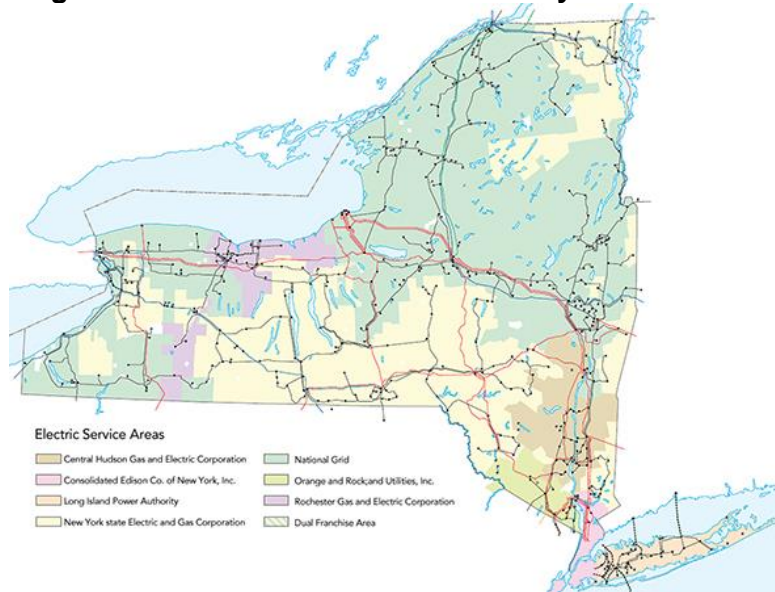 Electric Service Areas
Central Hudson Gas and Electric Corporation
Consolidated Edison Co. of New York, Inc.
Long Island Power Authority
New York state Electric and Gas Corporation
National Grid
Orange and Rock;and Utilities, Inc.
Rochester Gas and Electric Corporation
Dual Franchise Area